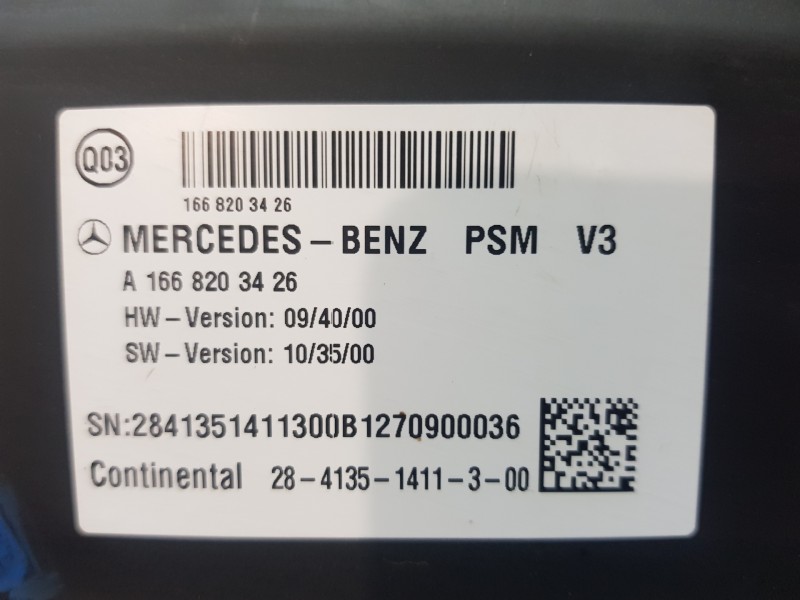 Q03
166 820 34 26
MERCEDES-BENZ PSM V3
A 166 820 34 26
HW-Version: 09/40/00
SW-Version: 10/35/00
SN:2841351411300B1270900036
Continental 28-4135-1411-3-00